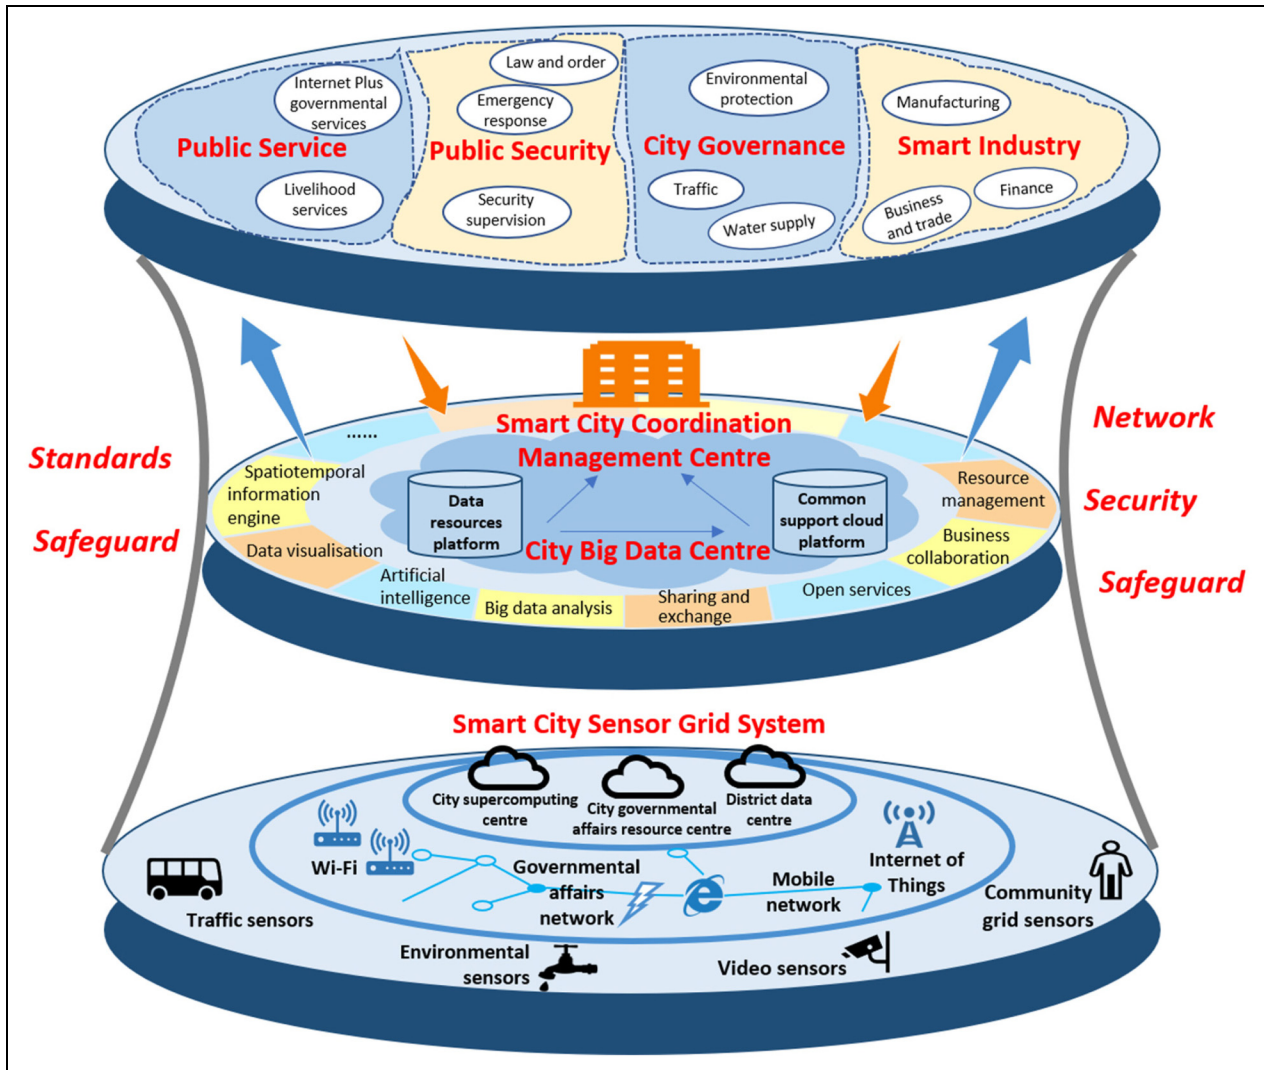 Law and order
Internet Plus
governmental
services
Emergency
response
Environmental
protection
Manufacturing
Public Service
Public Security
City Governance
Smart Industry
Livelihood
services
Security
supervision
Traffic
Water supply
Business
and trade
Finance
Standards
Safeguard
Network
Security
Safeguard
Smart City Coordination
Management Centre
......
Spatiotemporal
information
engine
Data
resources
platform
Common
support cloud
platform
Resource
management
City Big Data Centre
Data visualisation
Business
collaboration
Artificial
intelligence
Big data analysis
Sharing and
exchange
Open services
Smart City Sensor Grid System
City supercomputing
centre
City governmental
affairs resource centre
District data
centre
Wi-Fi
Governmental
affairs
network
Mobile
network
Internet of
Things
Traffic sensors
Community
grid sensors
Environmental
sensors
Video sensors